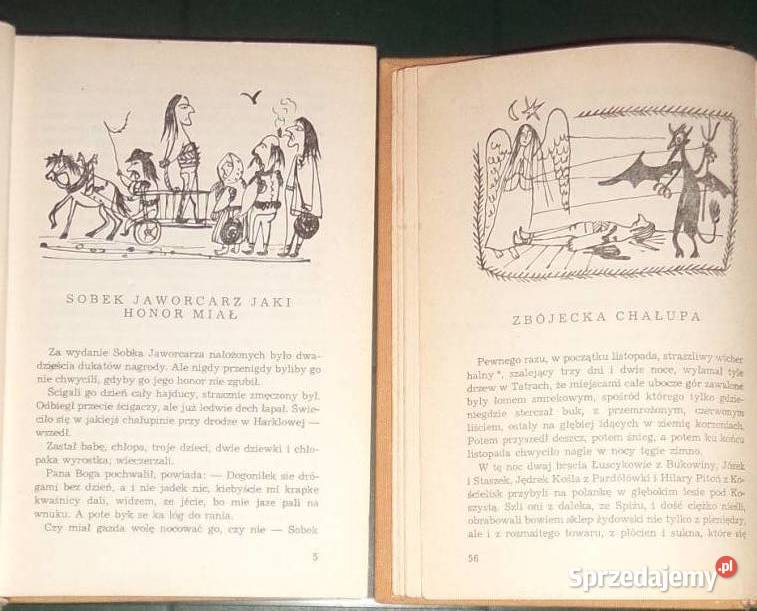 SOBEK JAWORCARZ JAKI
HONOR MIAŁ
Za wydanie Sobka Jaworcarza nałożonych było dwa-
dzieścia dukatów nagrody. Ale nigdy przenigdy byliby go
nie chwycili, gdyby go jego honor nie zgubił.
Ścigali go dzień cały hajducy, strasznie zmęczony był.
Odbiegł przecie ścigaczy, ale już ledwie dech łapał. Świe-
ciło się w jakiejś chałupinie przy drodze w Harklowej —
wszedł.
Zastał babę, chłopa, troje dzieci, dwie dziewki i chło-
paka wyrostka; wieczerzali.
Pana Boga pochwalił, powiada: — Dogoniłek sie dró-
gami bez dzień, a i nie jadek nic, kiebyście mi krapkę
kwaśnicy dali, widzem, ze jécie, bo mie jaze pali na
wnuku. A pote byk se ka lóg do rania.
Czy miał gazda wolę nocować go, czy nie — Sobek
5
ZBÓJECKA CHAŁUPA
Pewnego razu, w początku listopada, straszliwy wicher
halny *, szalejący trzy dni i dwie noce, wyłamał tyle
drzew w Tatrach, że miejscami całe ubocze gór zawalone
były łomem smrekowym, spośród którego tylko gdzie-
niegdzie sterczał buk, z przemrożonym, czerwonym
liściem, ostały na głębiej idących w ziemię korzeniach.
Potem przyszedł deszcz, potem śnieg, a potem ku końcu
listopada chwyciło nagle w nocy tęgie zimno.
W tę noc dwaj bracia Łuscykowie z Bukowiny, Józek
i Staszek, Jędrek Kośla z Pardółówki i Hilary Pitoń z Ko-
ścielisk przybyli na polankę w głębokim lesie pod Ko-
szystą. Szli oni z daleka, ze Spiżu, i dość ciężko nieśli,
obrabowali bowiem sklep żydowski nie tylko z pieniędzy,
ale i z rozmaitego towaru, z płócien i sukna, które się
56
Sprzedajemy.pl